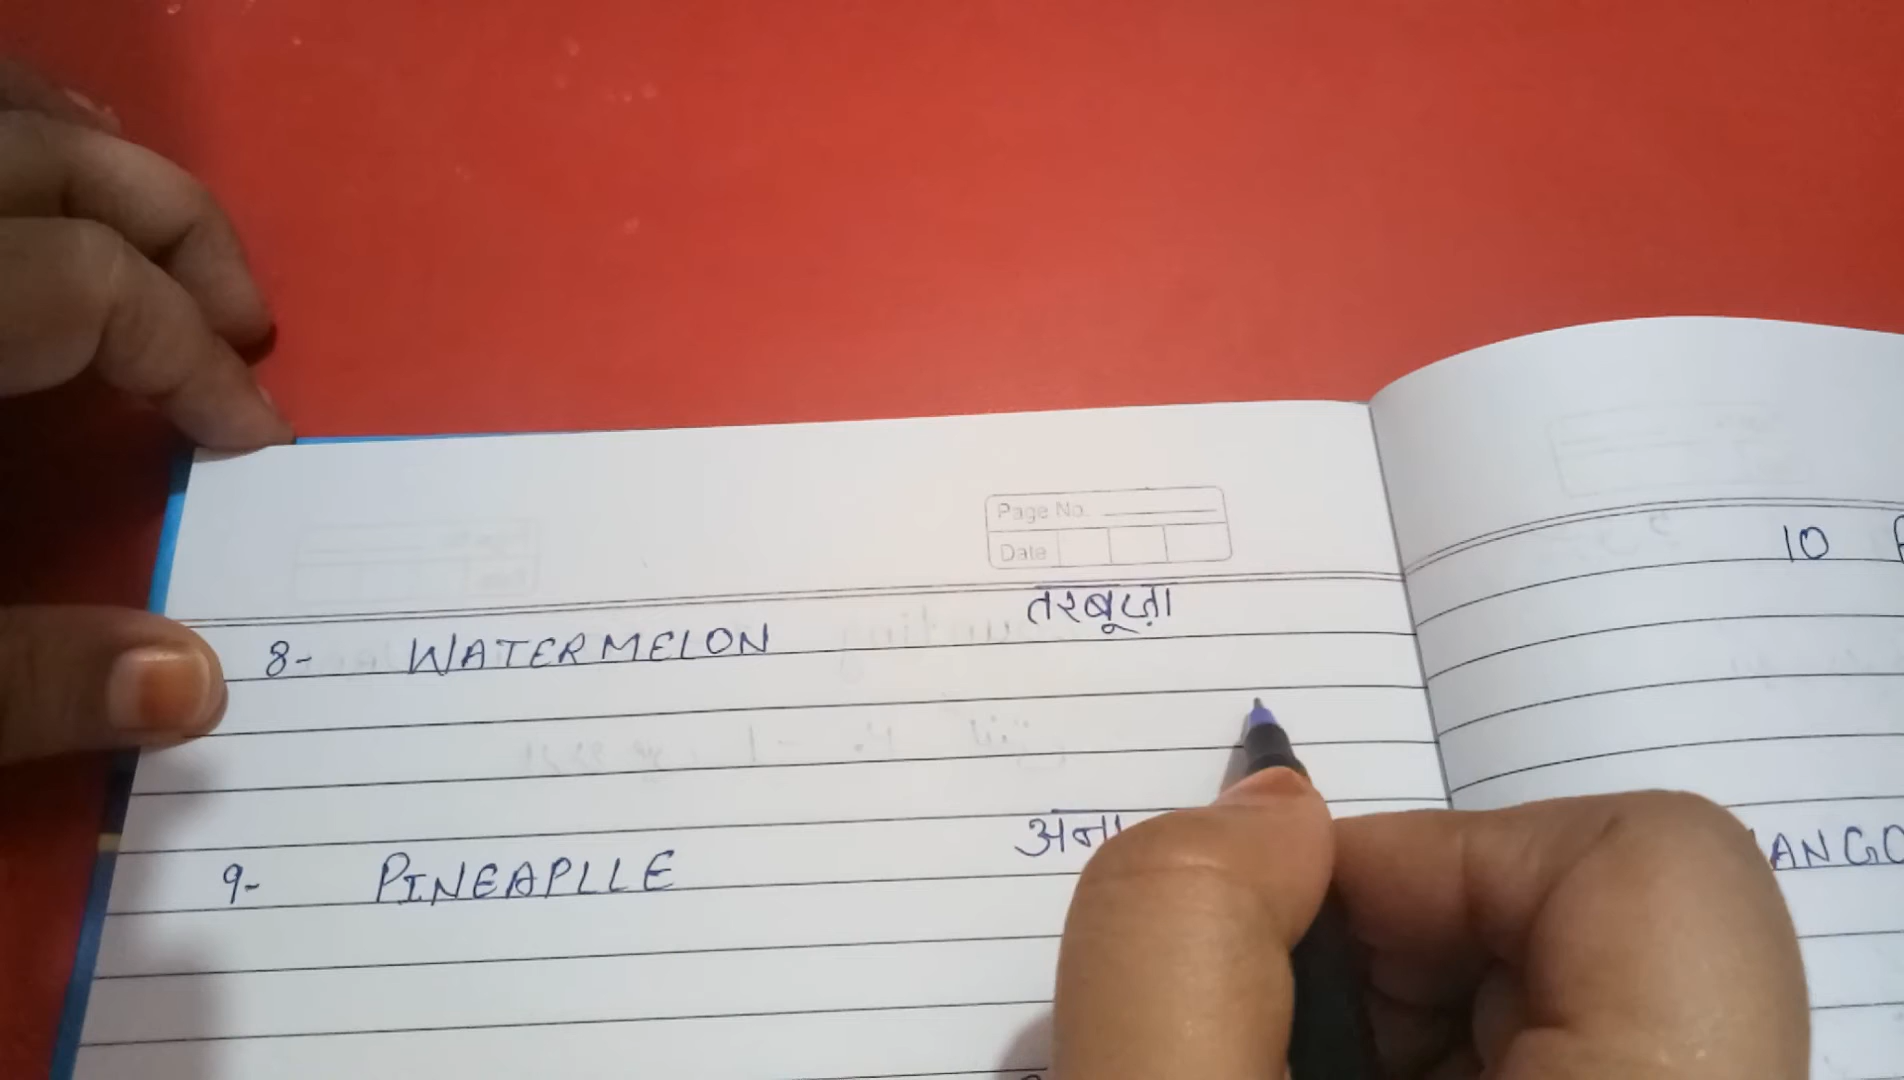 Page No.
Date
8- WATERMELON तरबूज़ा
9- PINEAPLLE अना
10
ANGO